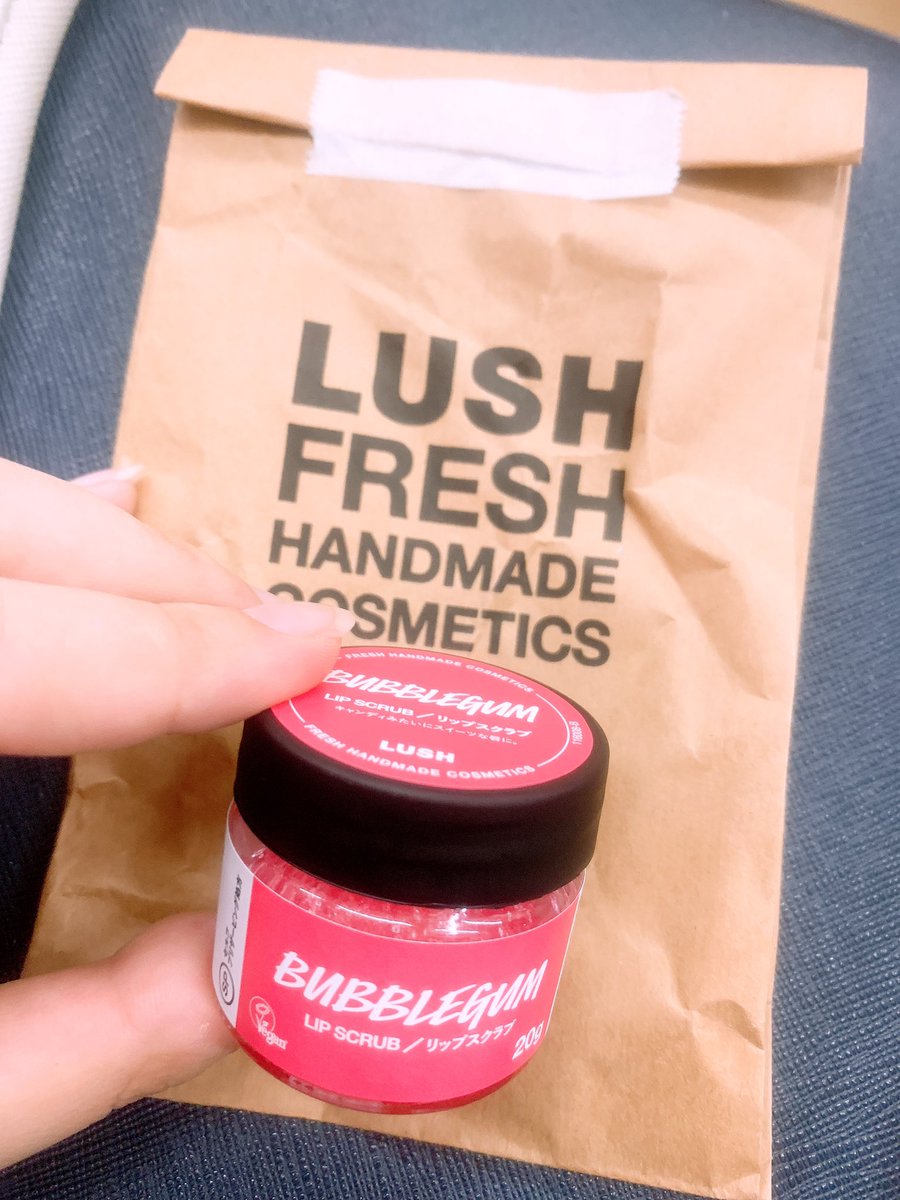 LUSH
FRESH
HANDMADE
COSMETICS
FRESH HANDMADE COSMETICS
BUBBLEGUM
LIP SCRUB／リップスクラブ
キャンディみたいにスイーツな唇に。
LUSH
FRESH HANDMADE COSMETICS
BUBBLEGUM
LIP SCRUB／リップスクラブ
20g
Vegan